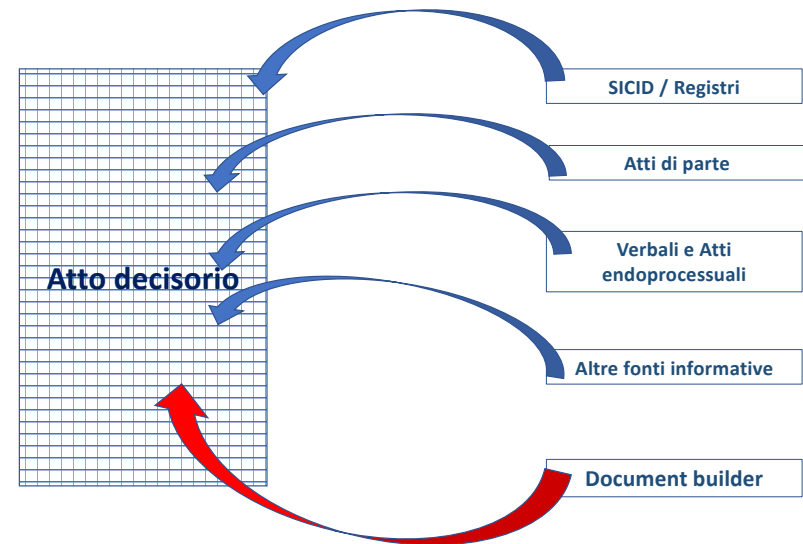 SICID / Registri
Atti di parte
Verbali e Atti
endoprocessuali
Atto decisorio
Altre fonti informative
Document builder